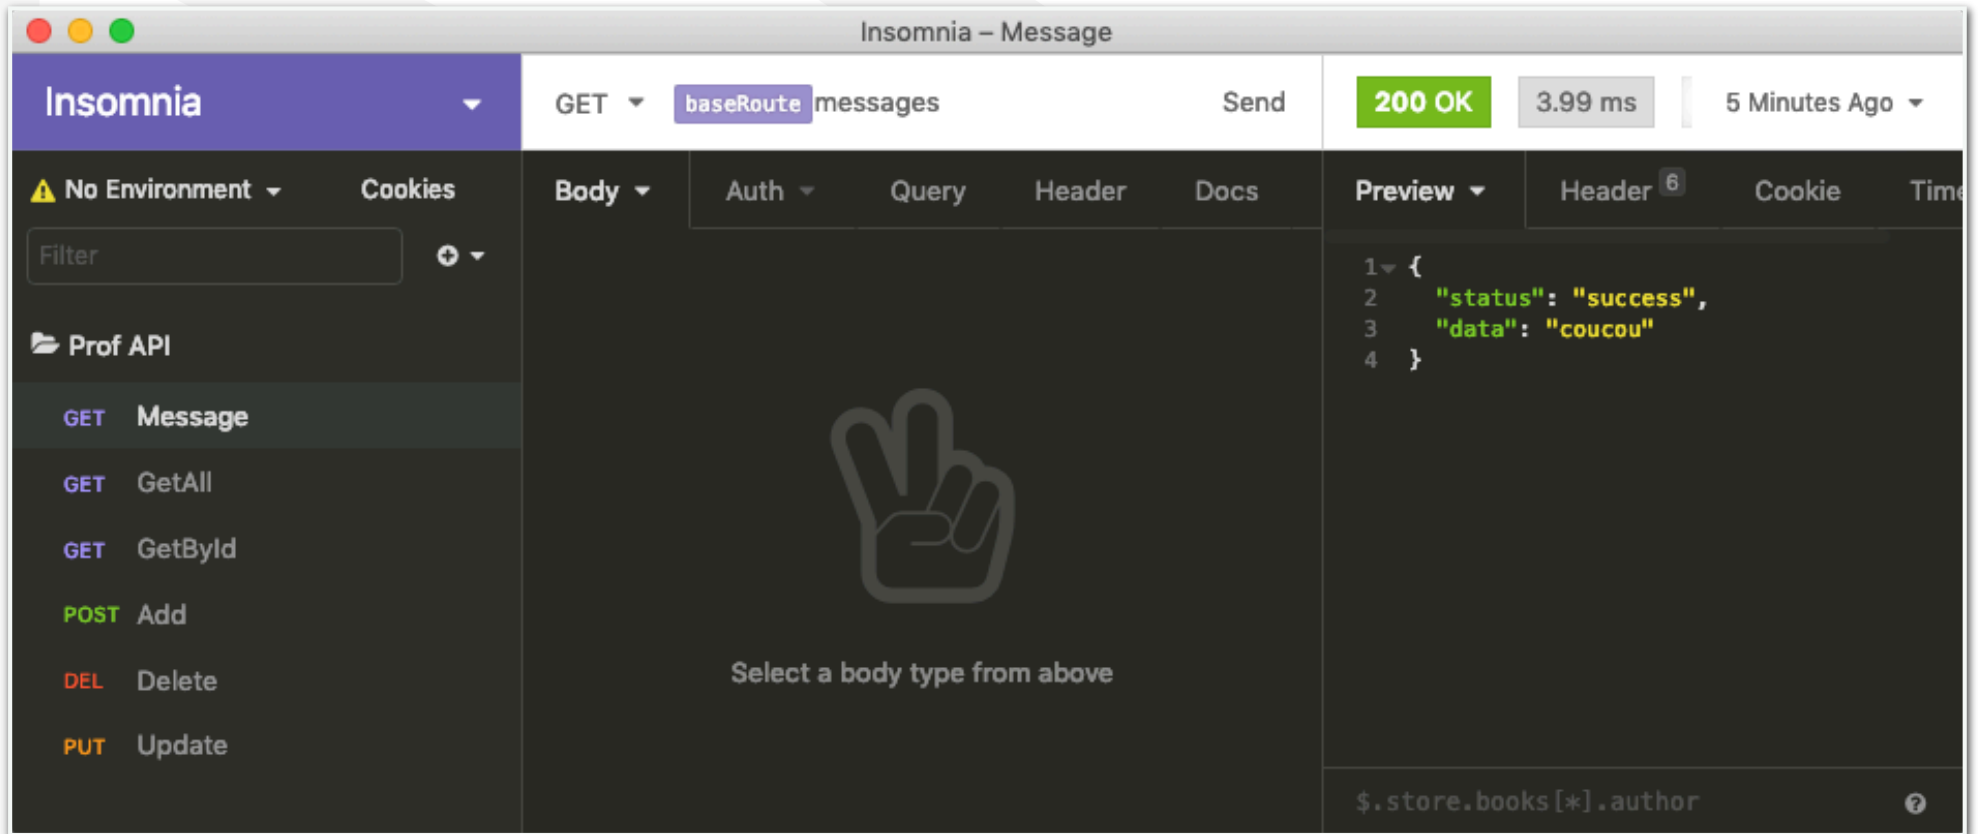 Insomnia – Message
Insomnia
GET baseRoute messages Send
200 OK 3.99 ms 5 Minutes Ago
No Environment Cookies
Body Auth Query Header Docs
Preview Header 6 Cookie Time
Filter
1 {
2 "status": "success",
3 "data": "coucou"
4 }
Prof API
GET Message
GET GetAll
GET GetById
POST Add
DEL Delete
PUT Update
Select a body type from above
$.store.books[*].author